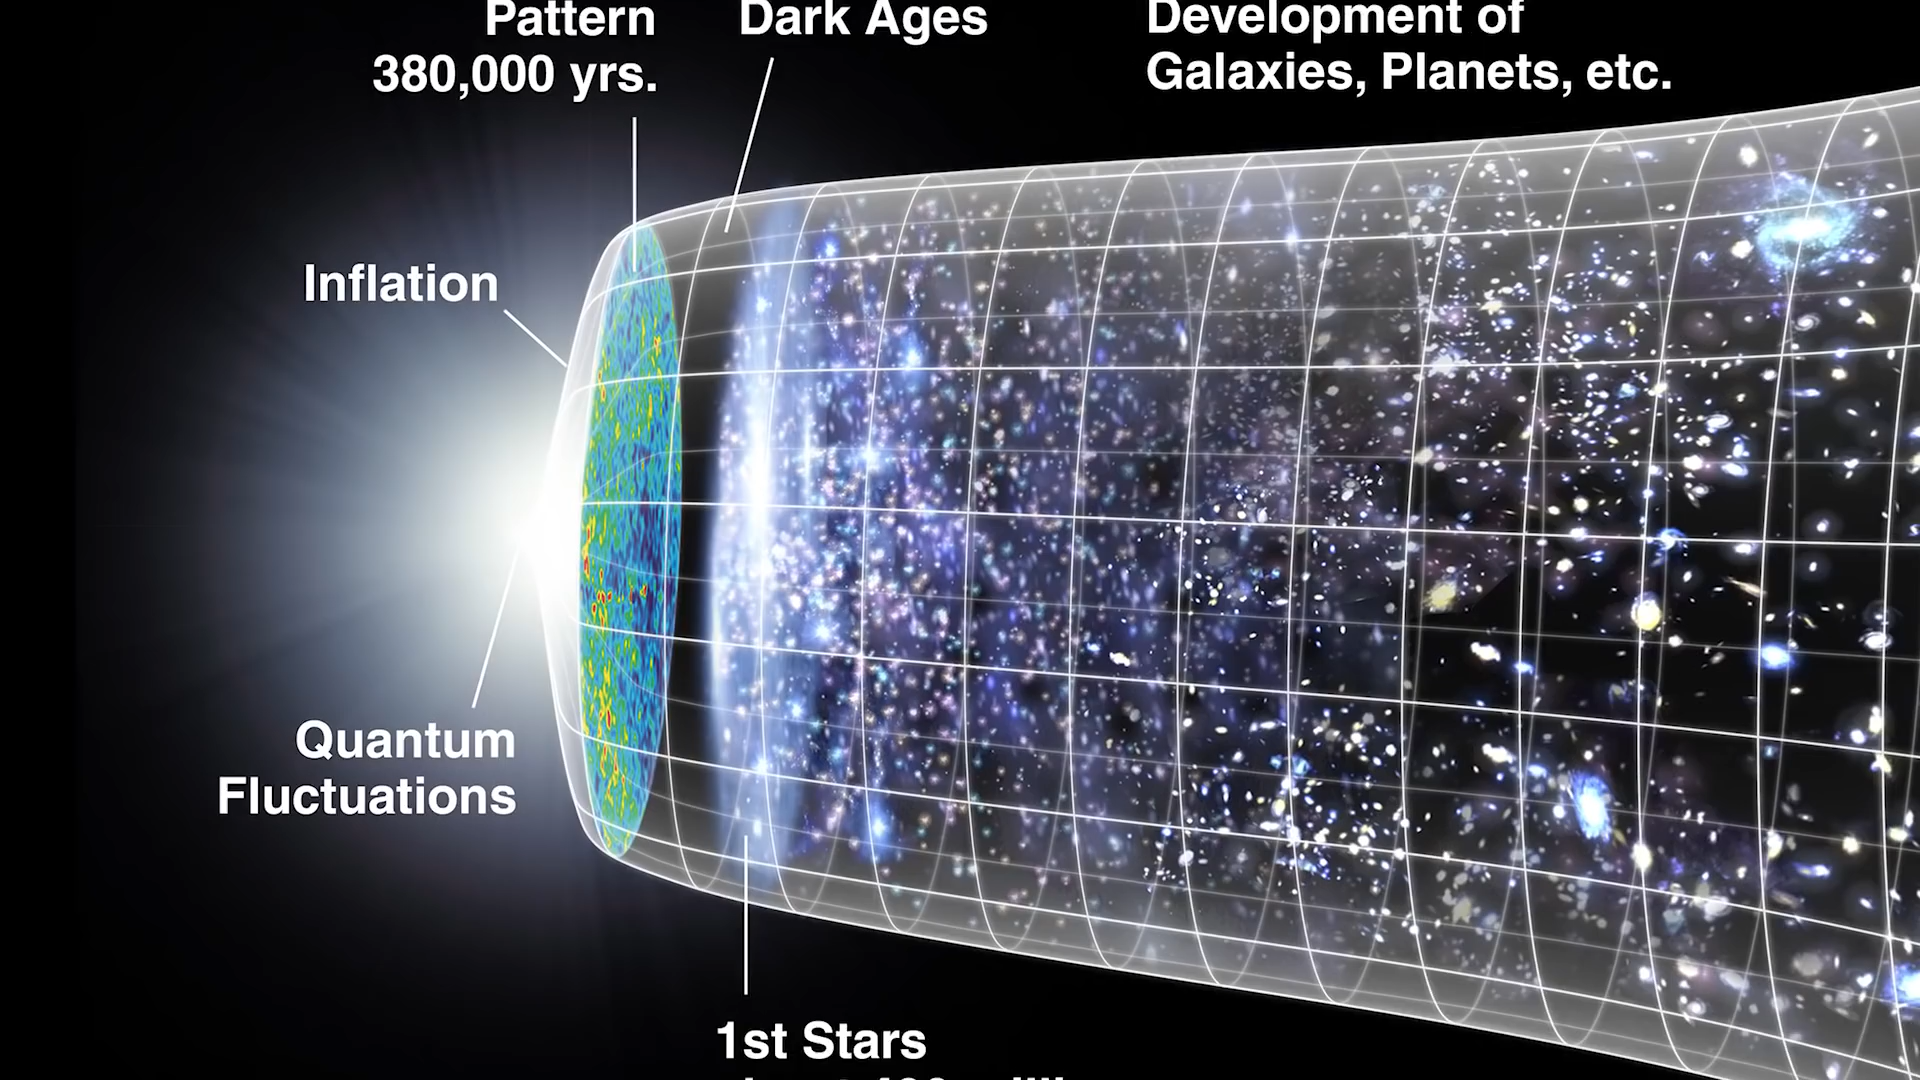 Pattern
380,000 yrs.
Dark Ages
Development of
Galaxies, Planets, etc.
Inflation
Quantum
Fluctuations
1st Stars